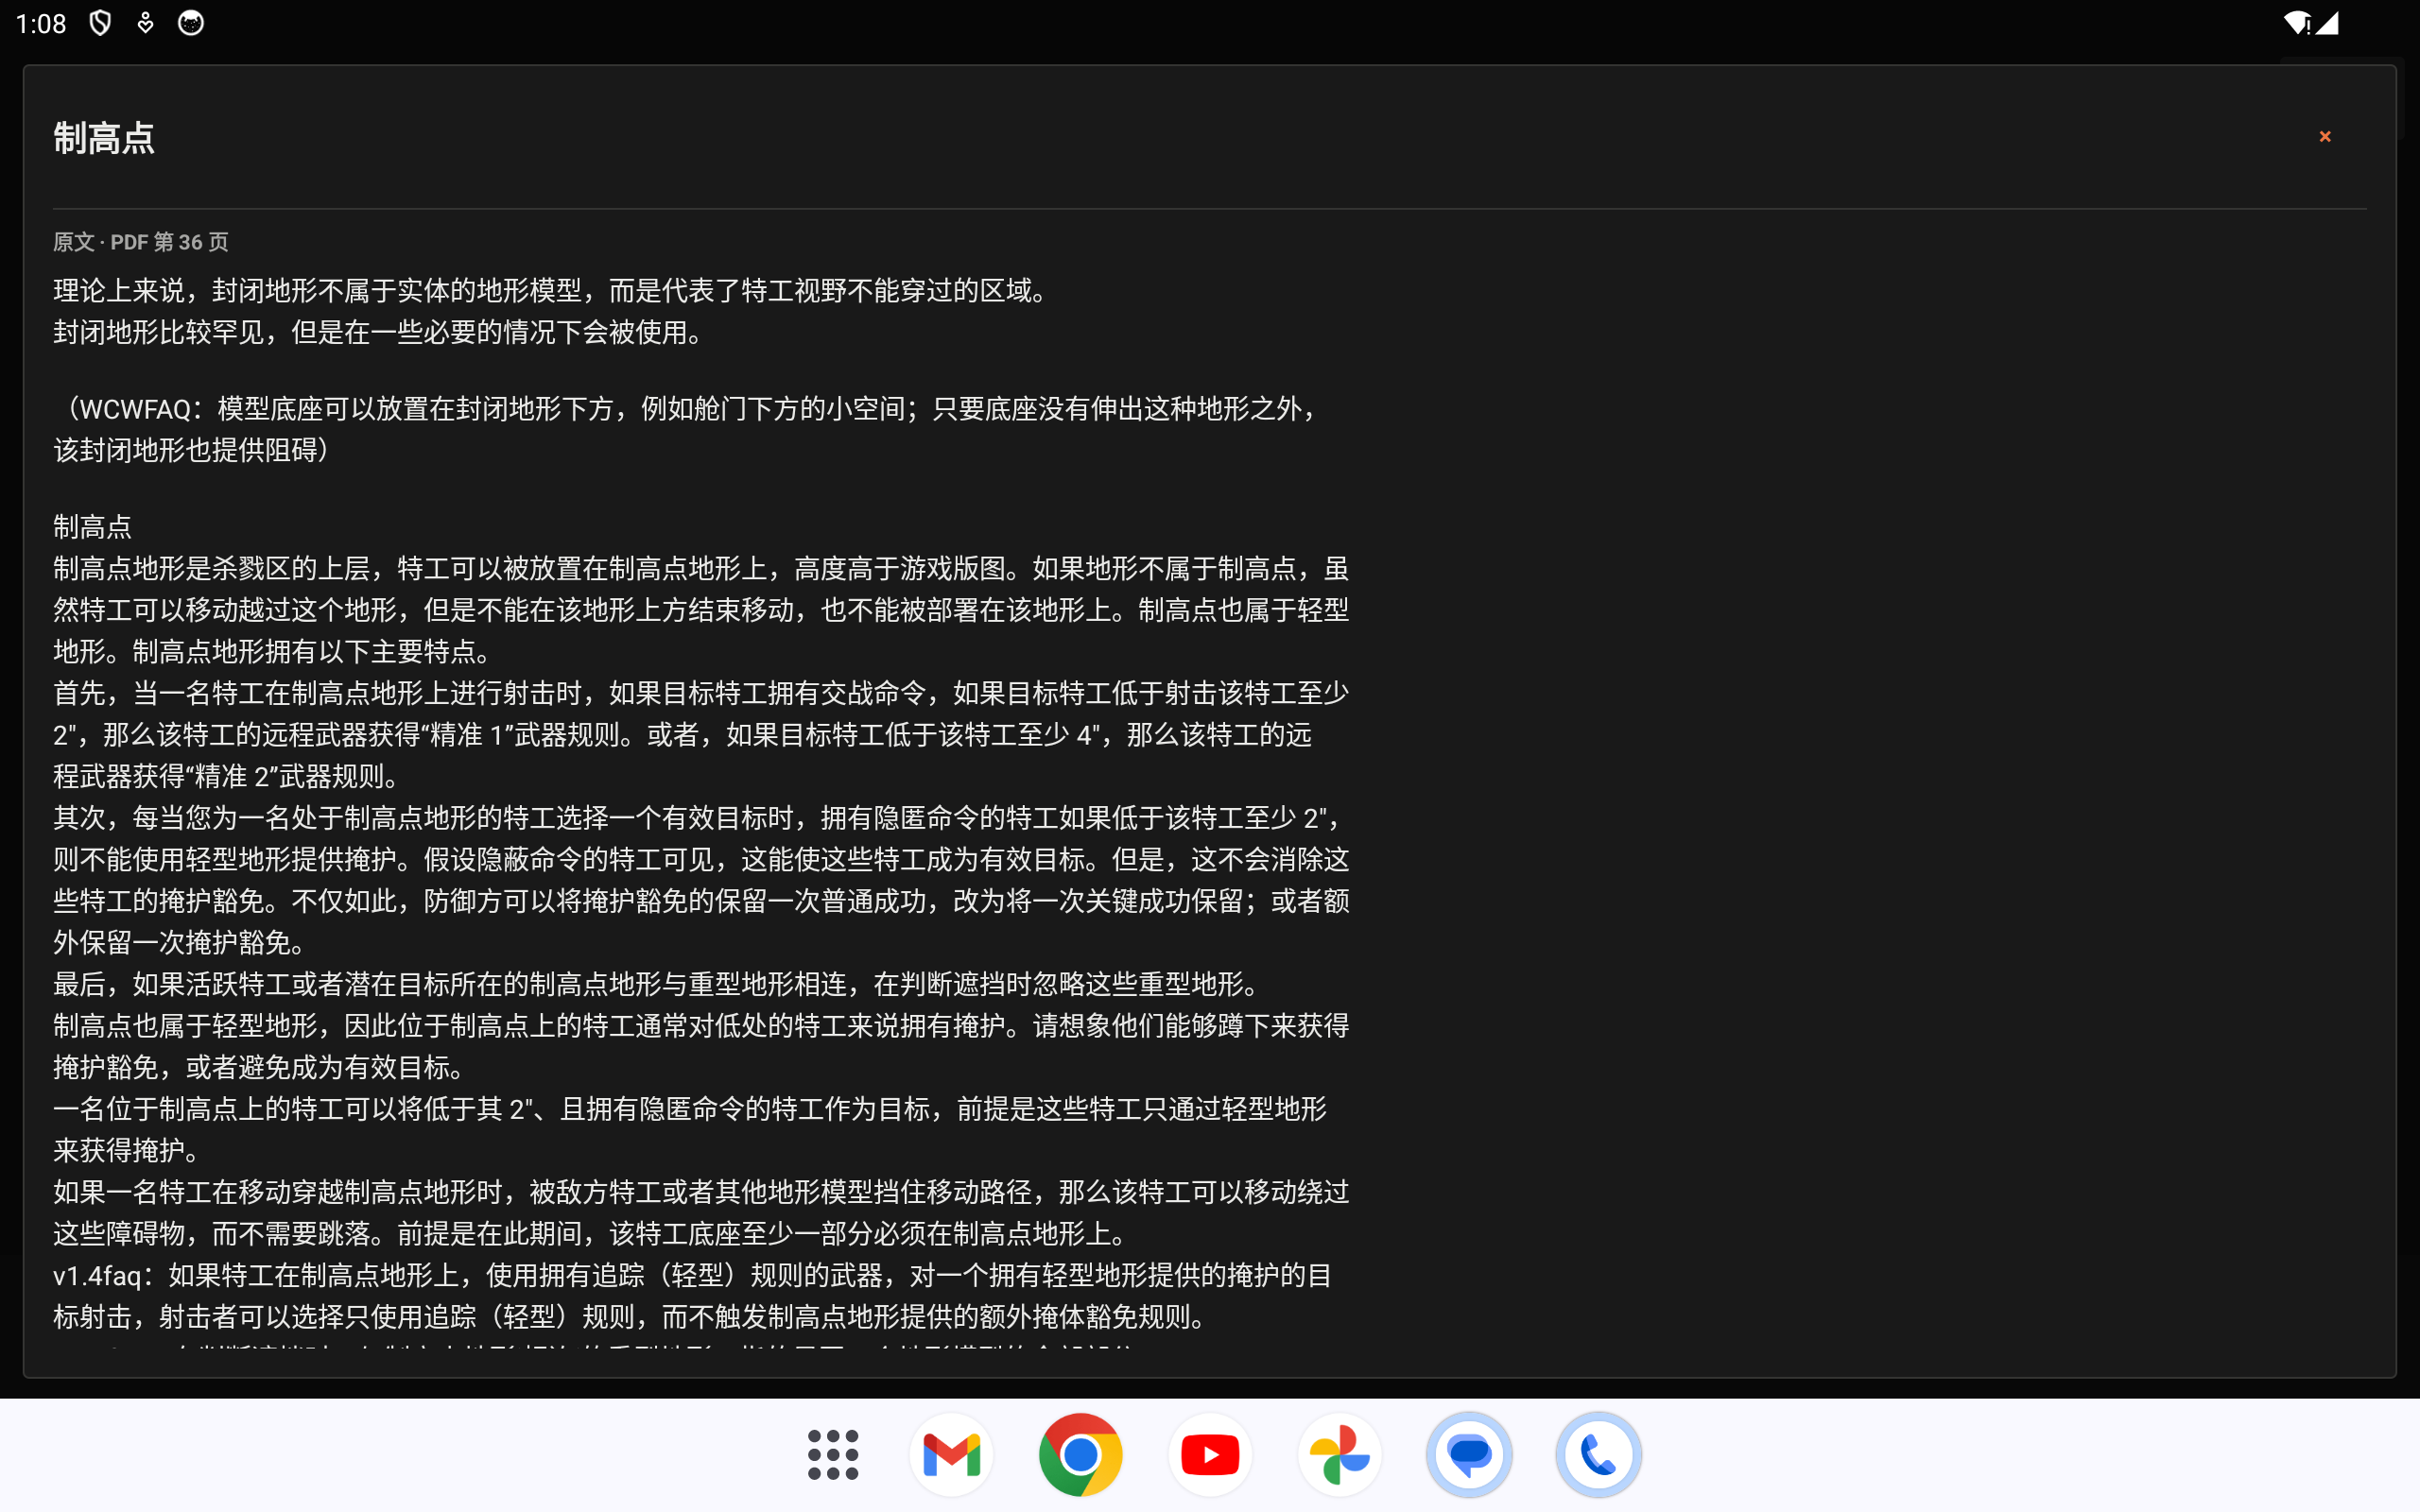 1:08
制高点
×
原文 · PDF 第 36 页
理论上来说，封闭地形不属于实体的地形模型，而是代表了特工视野不能穿过的区域。
封闭地形比较罕见，但是在一些必要的情况下会被使用。
（WCWFAQ：模型底座可以放置在封闭地形下方，例如舱门下方的小空间；只要底座没有伸出这种地形之外，
该封闭地形也提供阻碍）
制高点
制高点地形是杀戮区的上层，特工可以被放置在制高点地形上，高度高于游戏版图。如果地形不属于制高点，虽
然特工可以移动越过这个地形，但是不能在该地形上方结束移动，也不能被部署在该地形上。制高点也属于轻型
地形。制高点地形拥有以下主要特点。
首先，当一名特工在制高点地形上进行射击时，如果目标特工拥有交战命令，如果目标特工低于射击该特工至少
2"，那么该特工的远程武器获得“精准 1”武器规则。或者，如果目标特工低于该特工至少 4"，那么该特工的远
程武器获得“精准 2”武器规则。
其次，每当您为一名处于制高点地形的特工选择一个有效目标时，拥有隐匿命令的特工如果低于该特工至少 2"，
则不能使用轻型地形提供掩护。假设隐蔽命令的特工可见，这能使这些特工成为有效目标。但是，这不会消除这
些特工的掩护豁免。不仅如此，防御方可以将掩护豁免的保留一次普通成功，改为将一次关键成功保留；或者额
外保留一次掩护豁免。
最后，如果活跃特工或者潜在目标所在的制高点地形与重型地形相连，在判断遮挡时忽略这些重型地形。
制高点也属于轻型地形，因此位于制高点上的特工通常对低处的特工来说拥有掩护。请想象他们能够蹲下来获得
掩护豁免，或者避免成为有效目标。
一名位于制高点上的特工可以将低于其 2"、且拥有隐匿命令的特工作为目标，前提是这些特工只通过轻型地形
来获得掩护。
如果一名特工在移动穿越制高点地形时，被敌方特工或者其他地形模型挡住移动路径，那么该特工可以移动绕过
这些障碍物，而不需要跳落。前提是在此期间，该特工底座至少一部分必须在制高点地形上。
v1.4faq：如果特工在制高点地形上，使用拥有追踪（轻型）规则的武器，对一个拥有轻型地形提供的掩护的目
标射击，射击者可以选择只使用追踪（轻型）规则，而不触发制高点地形提供的额外掩体豁免规则。